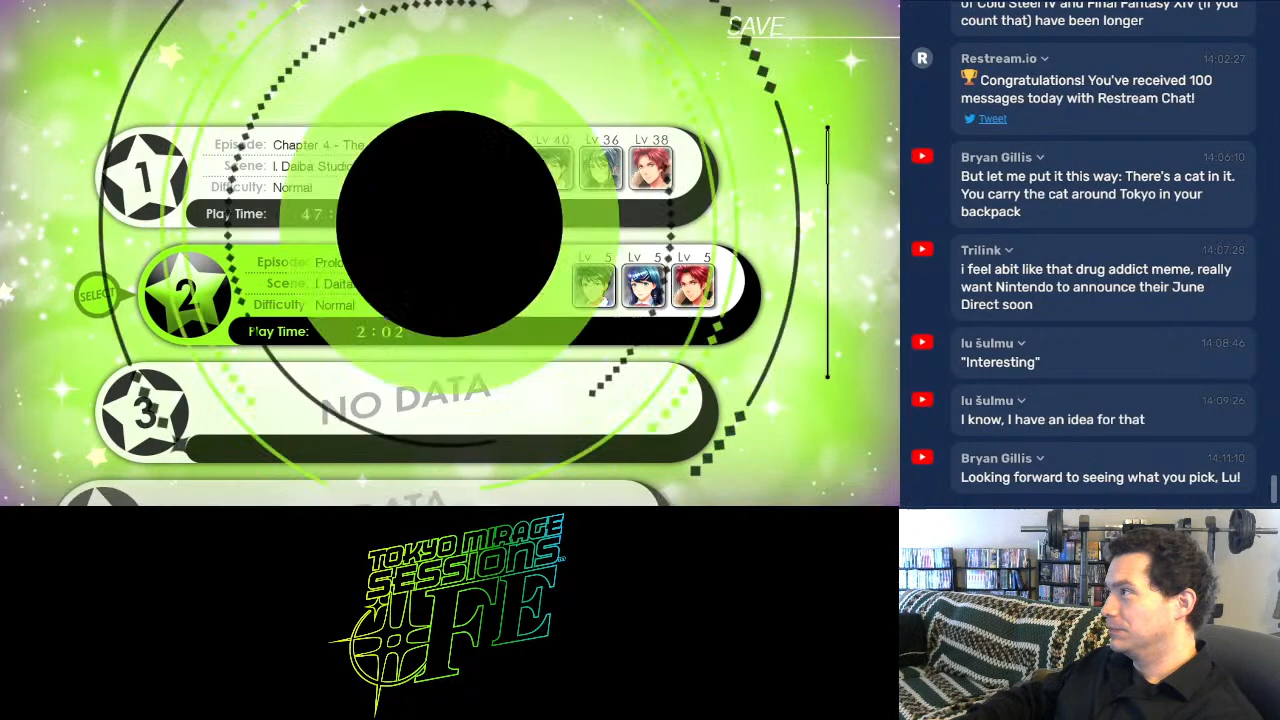 SAVE
1
Episode: Chapter 4 - The
Scene: I. Daiba Studio
Difficulty: Normal
Play Time: 47:
Lv 40 Lv 36 Lv 38
SELECT
2
Episode: Prolo
Scene: I. Daita
Difficulty Normal
Play Time: 2:02
Lv 5 Lv 5 Lv 5
3
NO DATA
DATA
TOKYO MIRAGE
SESSIONS
#FE
of Cold Steel IV and Final Fantasy XIV (if you
count that) have been longer
R
Restream.io 14:02:27
🏆 Congratulations! You've received 100
messages today with Restream Chat!
Tweet
Bryan Gillis 14:06:10
But let me put it this way: There's a cat in it.
You carry the cat around Tokyo in your
backpack
Trilink 14:07:28
i feel abit like that drug addict meme, really
want Nintendo to announce their June
Direct soon
lu šulmu 14:08:46
"Interesting"
lu šulmu 14:09:26
I know, I have an idea for that
Bryan Gillis 14:11:10
Looking forward to seeing what you pick, Lu!